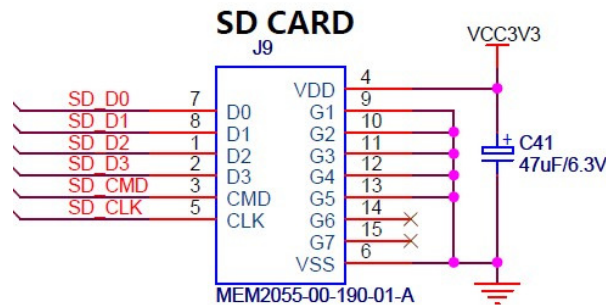 SD CARD
J9
VCC3V3
SD_D0 7 D0 VDD 4
SD_D1 8 D1 G1 9
SD_D2 1 D2 G2 10
SD_D3 2 D3 G3 11
SD_CMD 3 CMD G4 12
SD_CLK 5 CLK G5 13
G6 14
G7 15
VSS 6
+ C41
47uF/6.3V
MEM2055-00-190-01-A